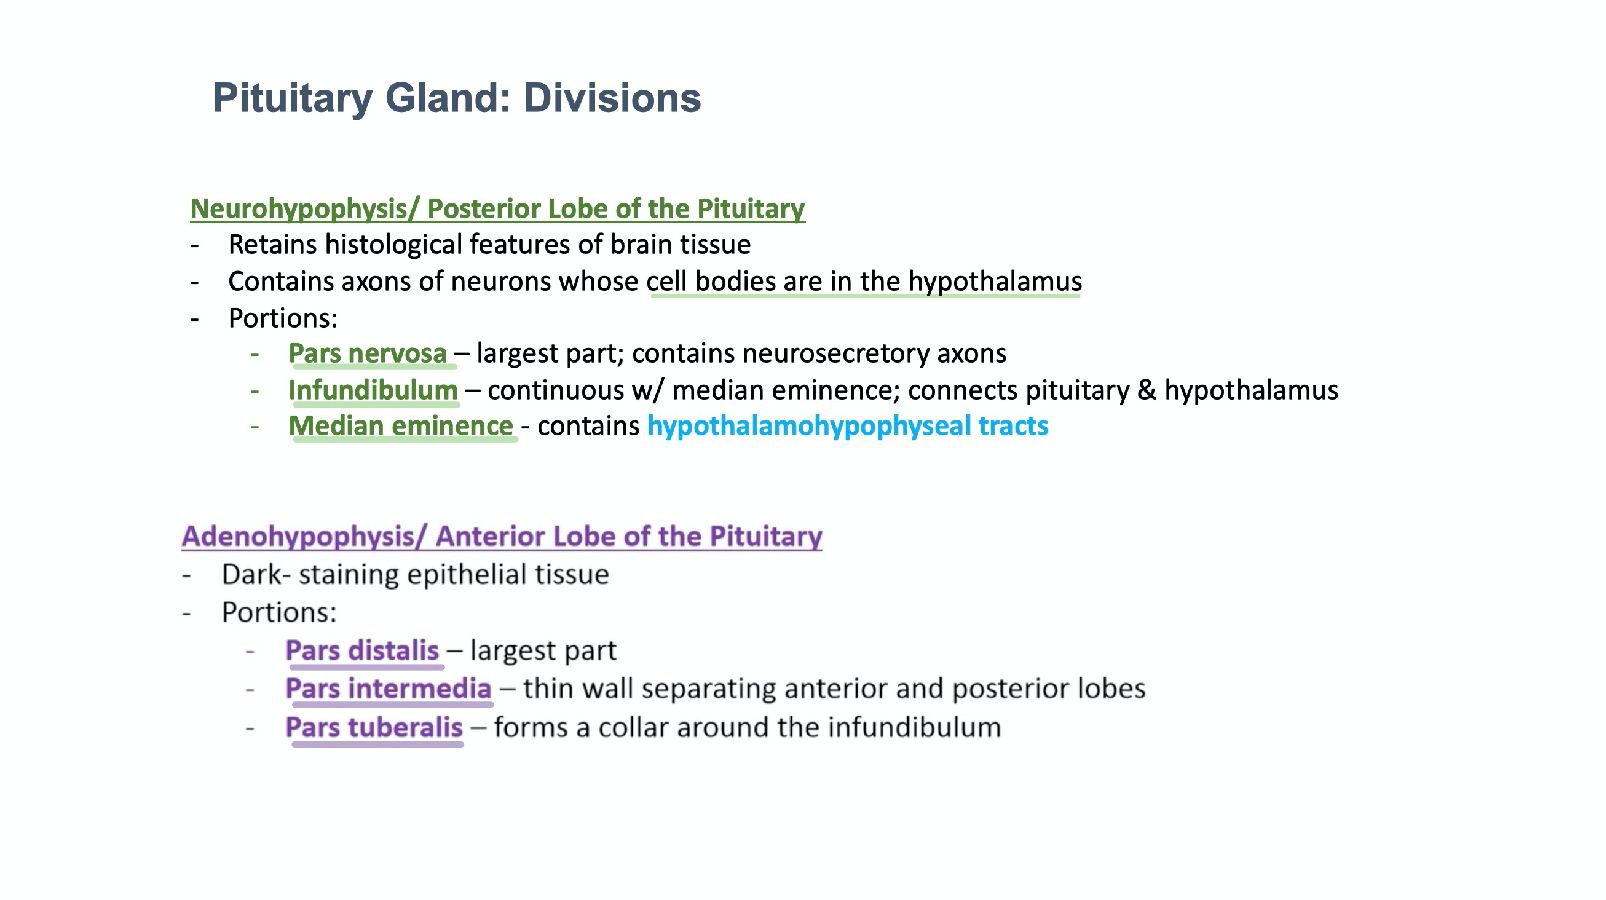 Pituitary Gland: Divisions
Neurohypophysis/ Posterior Lobe of the Pituitary
- Retains histological features of brain tissue
- Contains axons of neurons whose cell bodies are in the hypothalamus
- Portions:
- Pars nervosa – largest part; contains neurosecretory axons
- Infundibulum – continuous w/ median eminence; connects pituitary & hypothalamus
- Median eminence - contains hypothalamohypophyseal tracts
Adenohypophysis/ Anterior Lobe of the Pituitary
- Dark- staining epithelial tissue
- Portions:
- Pars distalis – largest part
- Pars intermedia – thin wall separating anterior and posterior lobes
- Pars tuberalis – forms a collar around the infundibulum